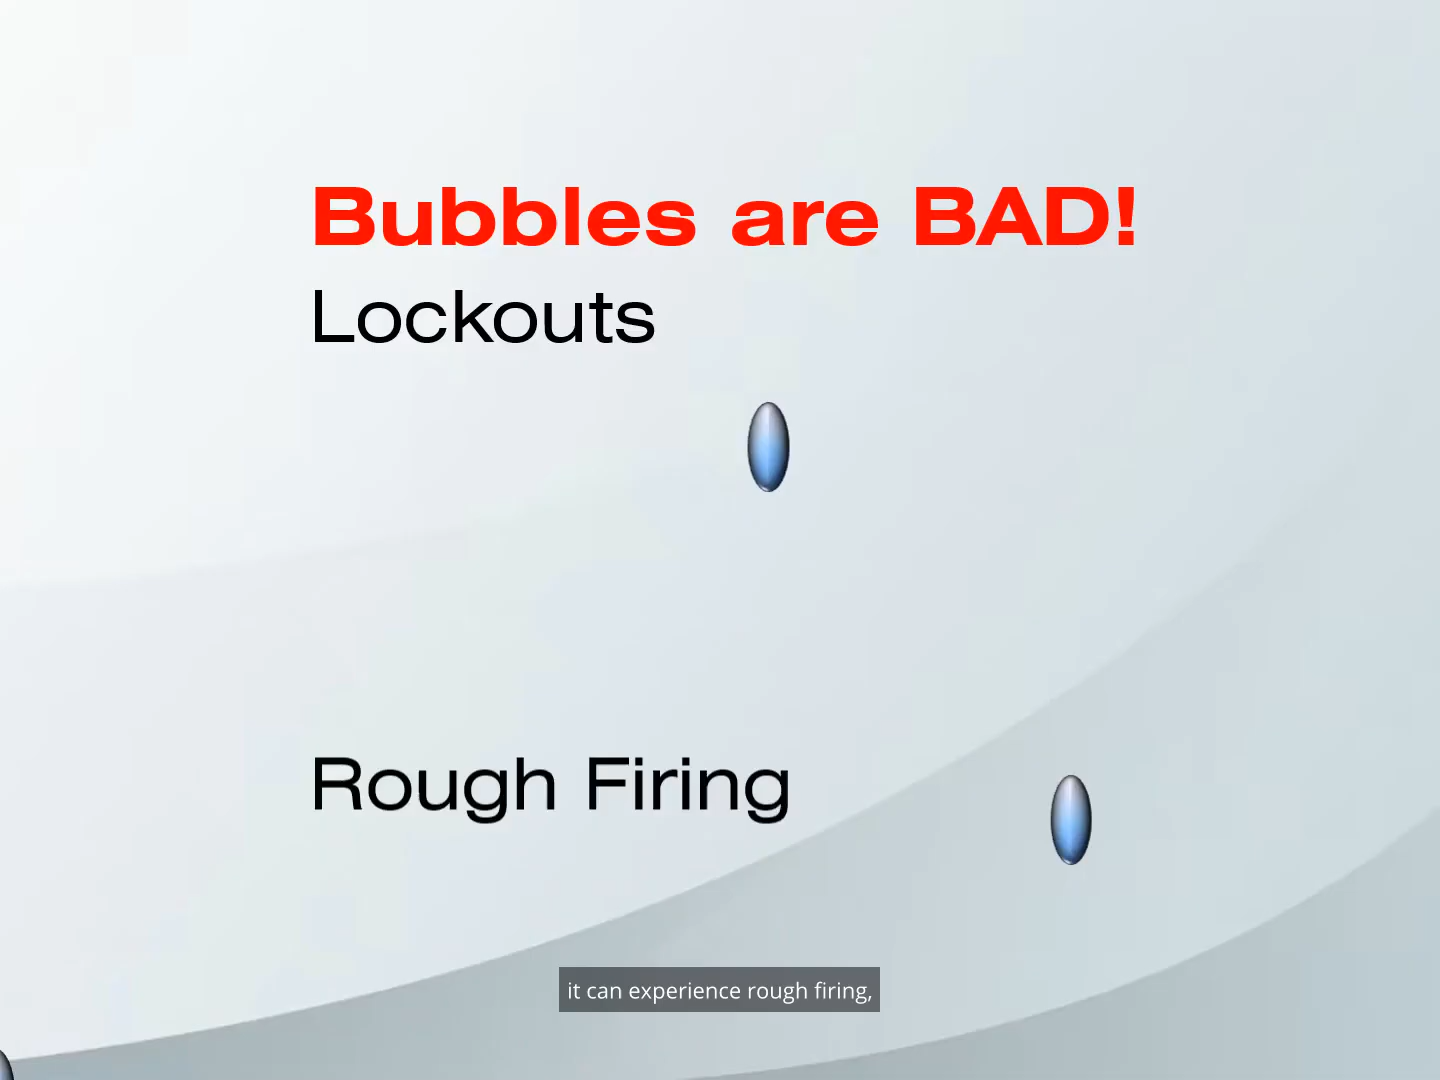 Bubbles are BAD!
Lockouts
Rough Firing
it can experience rough firing,